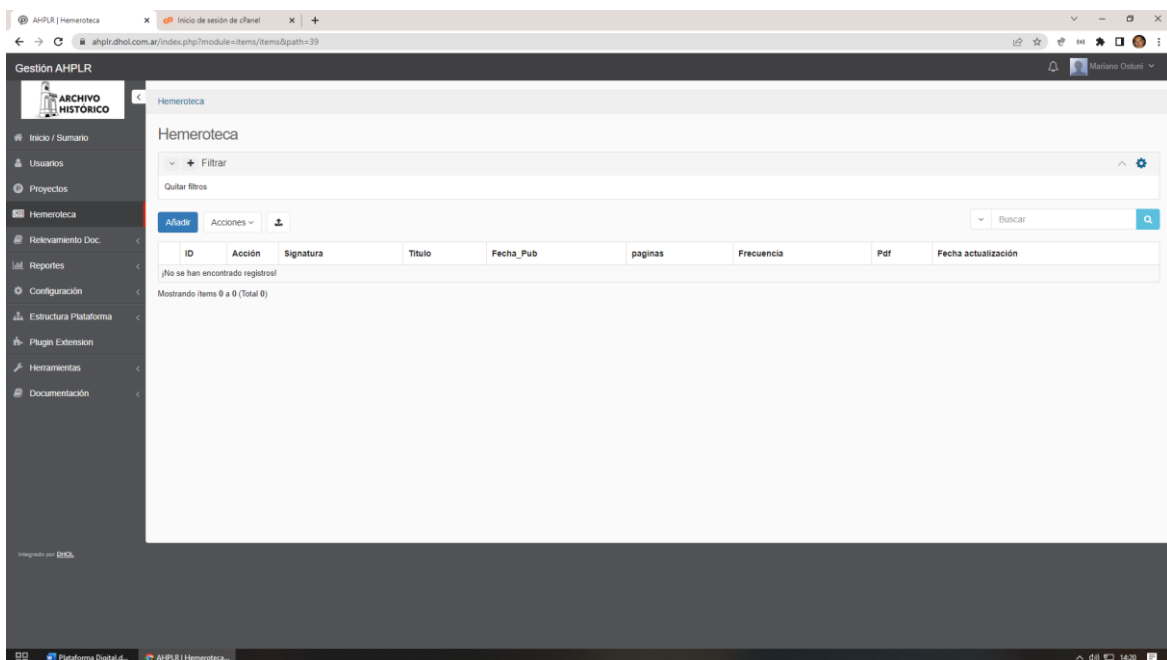 AHPLR | Hemeroteca
Inicio de sesión de cPanel
ahplr.dhol.com.ar/index.php?module=items/items&path=39
Gestión AHPLR
Mariano Ostuni
ARCHIVO
HISTÓRICO
Inicio / Sumario
Usuarios
Proyectos
Hemeroteca
Relevamiento Doc.
Reportes
Configuración
Estructura Plataforma
Plugin Extension
Herramientas
Documentación
Integrado por DHOL
Hemeroteca
Hemeroteca
Filtrar
Quitar filtros
Añadir Acciones Buscar
ID Acción Signatura Titulo Fecha_Pub paginas Frecuencia Pdf Fecha actualización
¡No se han encontrado registros!
Mostrando items 0 a 0 (Total 0)
Plataforma Digital.d... AHPLR | Hemeroteca... 14:20